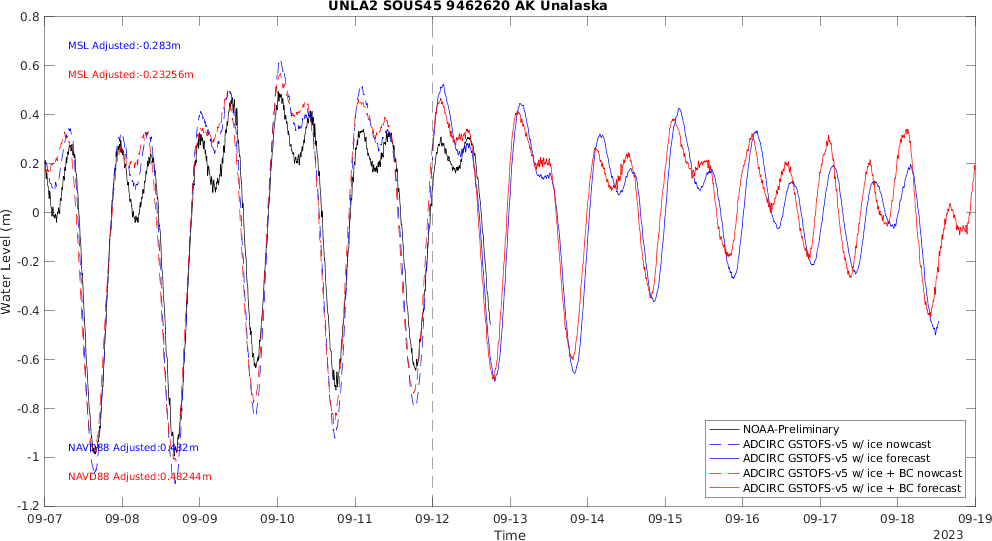 UNLA2 SOUS45 9462620 AK Unalaska
0.8
0.6
0.4
0.2
0
-0.2
-0.4
-0.6
-0.8
-1
-1.2
Water Level (m)
MSL Adjusted:-0.283m
MSL Adjusted:-0.23256m
NAVD88 Adjusted:0.432m
NAVD88 Adjusted:0.48244m
NOAA-Preliminary
ADCIRC GSTOFS-v5 w/ ice nowcast
ADCIRC GSTOFS-v5 w/ ice forecast
ADCIRC GSTOFS-v5 w/ ice + BC nowcast
ADCIRC GSTOFS-v5 w/ ice + BC forecast
09-07 09-08 09-09 09-10 09-11 09-12 09-13 09-14 09-15 09-16 09-17 09-18 09-19
Time
2023